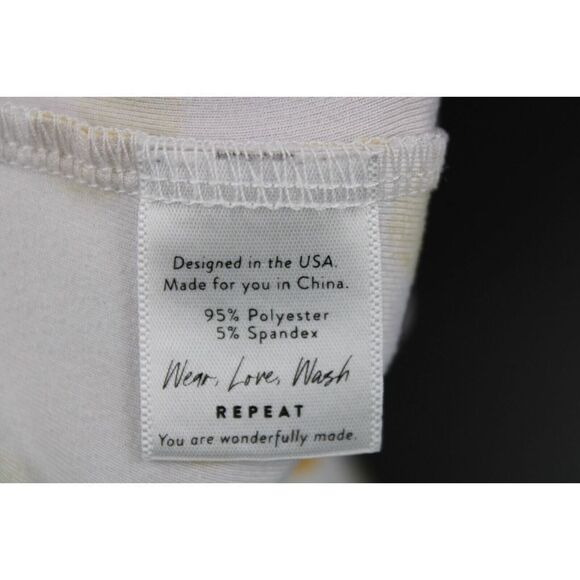 Designed in the USA.
Made for you in China.
95% Polyester
5% Spandex
Wear, Love, Wash
REPEAT
You are wonderfully made.